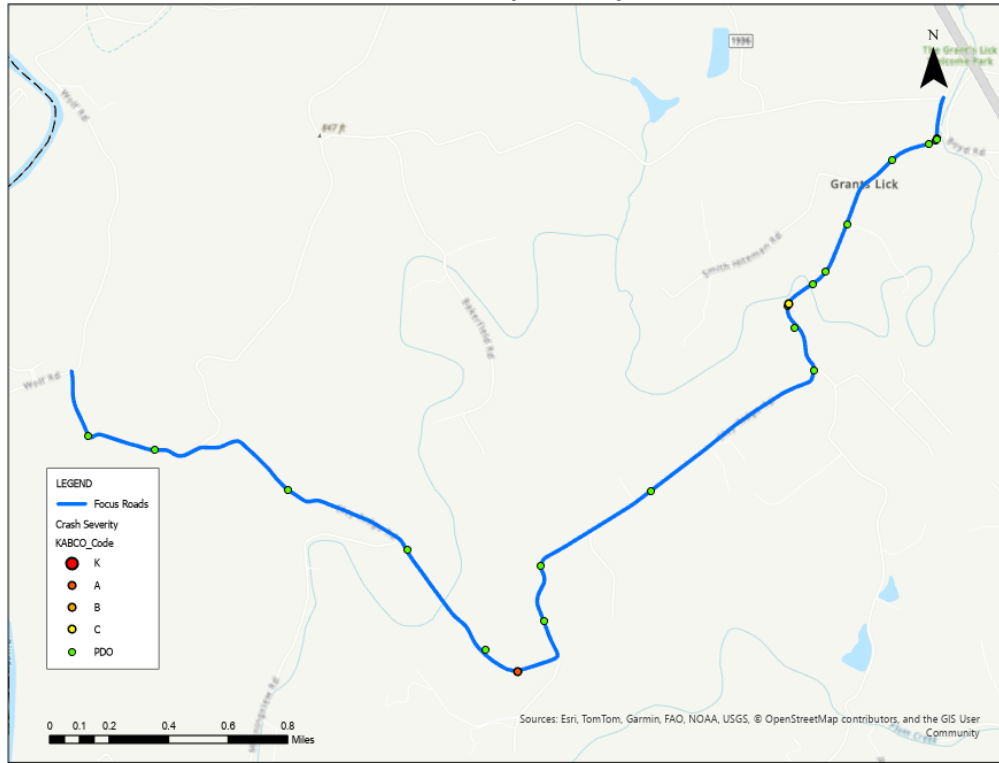 1936
N
The Grant's Lick
Welcome Park
Wolf Rd
847 ft
Boyd Rd
Grants Lick
Smith Hiteman Rd
Bakerfield Rd
Wolf Rd
LEGEND
Focus Roads
Crash Severity
KABCO_Code
K
A
B
C
PDO
0 0.1 0.2 0.4 0.6 0.8
Miles
Sources: Esri, TomTom, Garmin, FAO, NOAA, USGS, © OpenStreetMap contributors, and the GIS User
Community